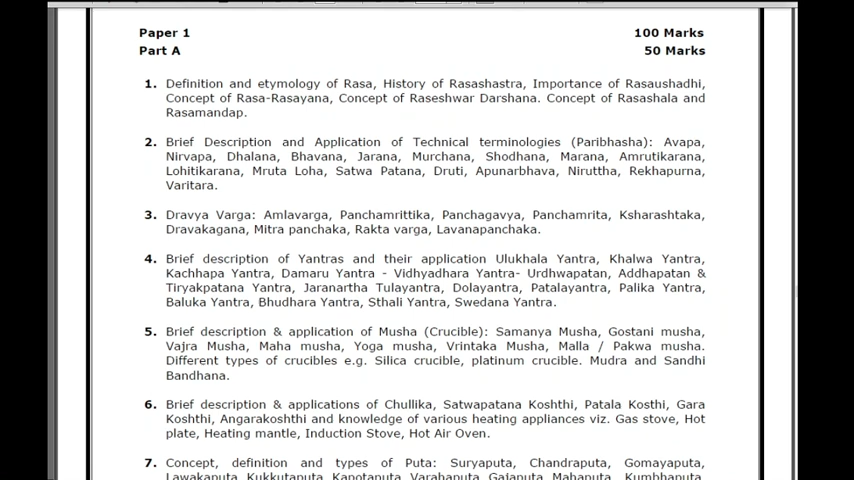 Paper 1 100 Marks
Part A 50 Marks
1. Definition and etymology of Rasa, History of Rasashastra, Importance of Rasaushadhi,
Concept of Rasa-Rasayana, Concept of Raseshwar Darshana. Concept of Rasashala and
Rasamandap.
2. Brief Description and Application of Technical terminologies (Paribhasha): Avapa,
Nirvapa, Dhalana, Bhavana, Jarana, Murchana, Shodhana, Marana, Amrutikarana,
Lohitikarana, Mruta Loha, Satwa Patana, Druti, Apunarbhava, Niruttha, Rekhapurna,
Varitara.
3. Dravya Varga: Amlavarga, Panchamrittika, Panchagavya, Panchamrita, Ksharashtaka,
Dravakagana, Mitra panchaka, Rakta varga, Lavanapanchaka.
4. Brief description of Yantras and their application Ulukhala Yantra, Khalwa Yantra,
Kachhapa Yantra, Damaru Yantra - Vidhyadhara Yantra- Urdhwapatan, Addhapatan &
Tiryakpatana Yantra, Jaranartha Tulayantra, Dolayantra, Patalayantra, Palika Yantra,
Baluka Yantra, Bhudhara Yantra, Sthali Yantra, Swedana Yantra.
5. Brief description & application of Musha (Crucible): Samanya Musha, Gostani musha,
Vajra Musha, Maha musha, Yoga musha, Vrintaka Musha, Malla / Pakwa musha.
Different types of crucibles e.g. Silica crucible, platinum crucible. Mudra and Sandhi
Bandhana.
6. Brief description & applications of Chullika, Satwapatana Koshthi, Patala Kosthi, Gara
Koshthi, Angarakoshthi and knowledge of various heating appliances viz. Gas stove, Hot
plate, Heating mantle, Induction Stove, Hot Air Oven.
7. Concept, definition and types of Puta: Suryaputa, Chandraputa, Gomayaputa,
Lawakaputa Kukkutaputa Kapotaputa Varahaputa Gajaputa Mahaputa Kumbhaputa